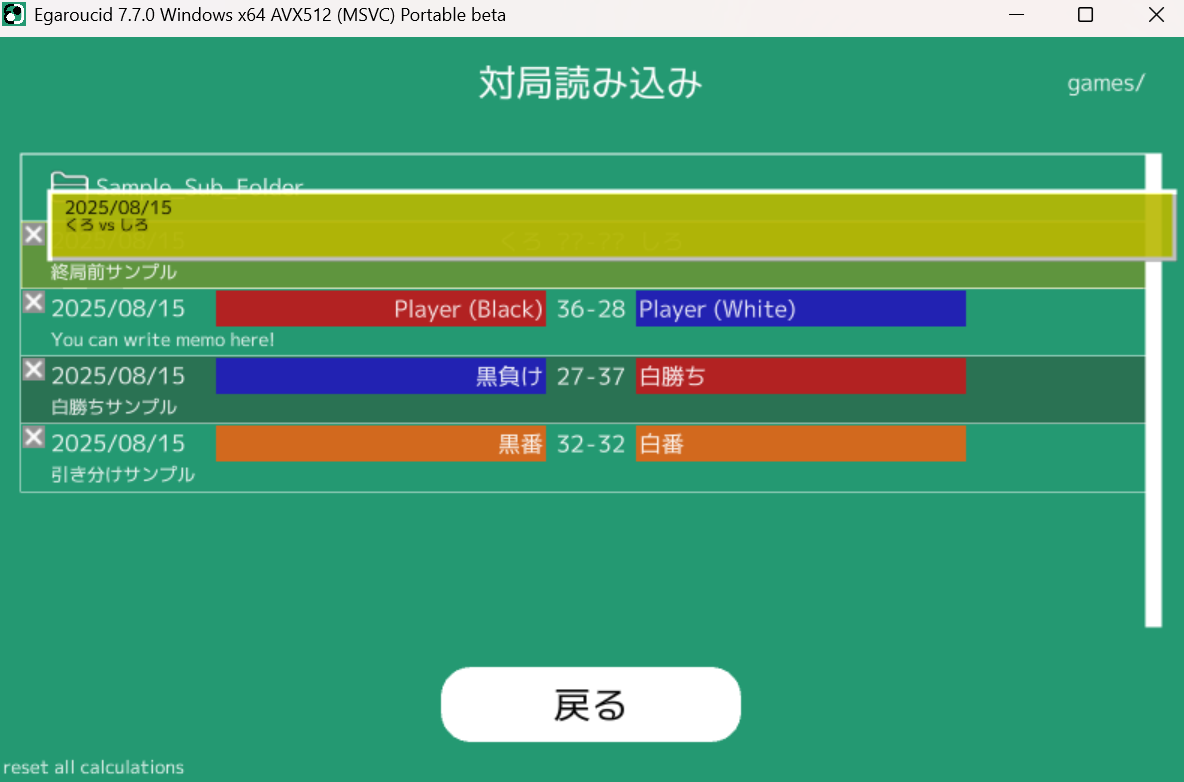 Egaroucid 7.7.0 Windows x64 AVX512 (MSVC) Portable beta
対局読み込み
games/
Sample_Sub_Folder
2025/08/15
くろ vs しろ
2025/08/15 くろ ??-?? しろ
終局前サンプル
2025/08/15 Player (Black) 36-28 Player (White)
You can write memo here!
2025/08/15 黒負け 27-37 白勝ち
白勝ちサンプル
2025/08/15 黒番 32-32 白番
引き分けサンプル
戻る
reset all calculations